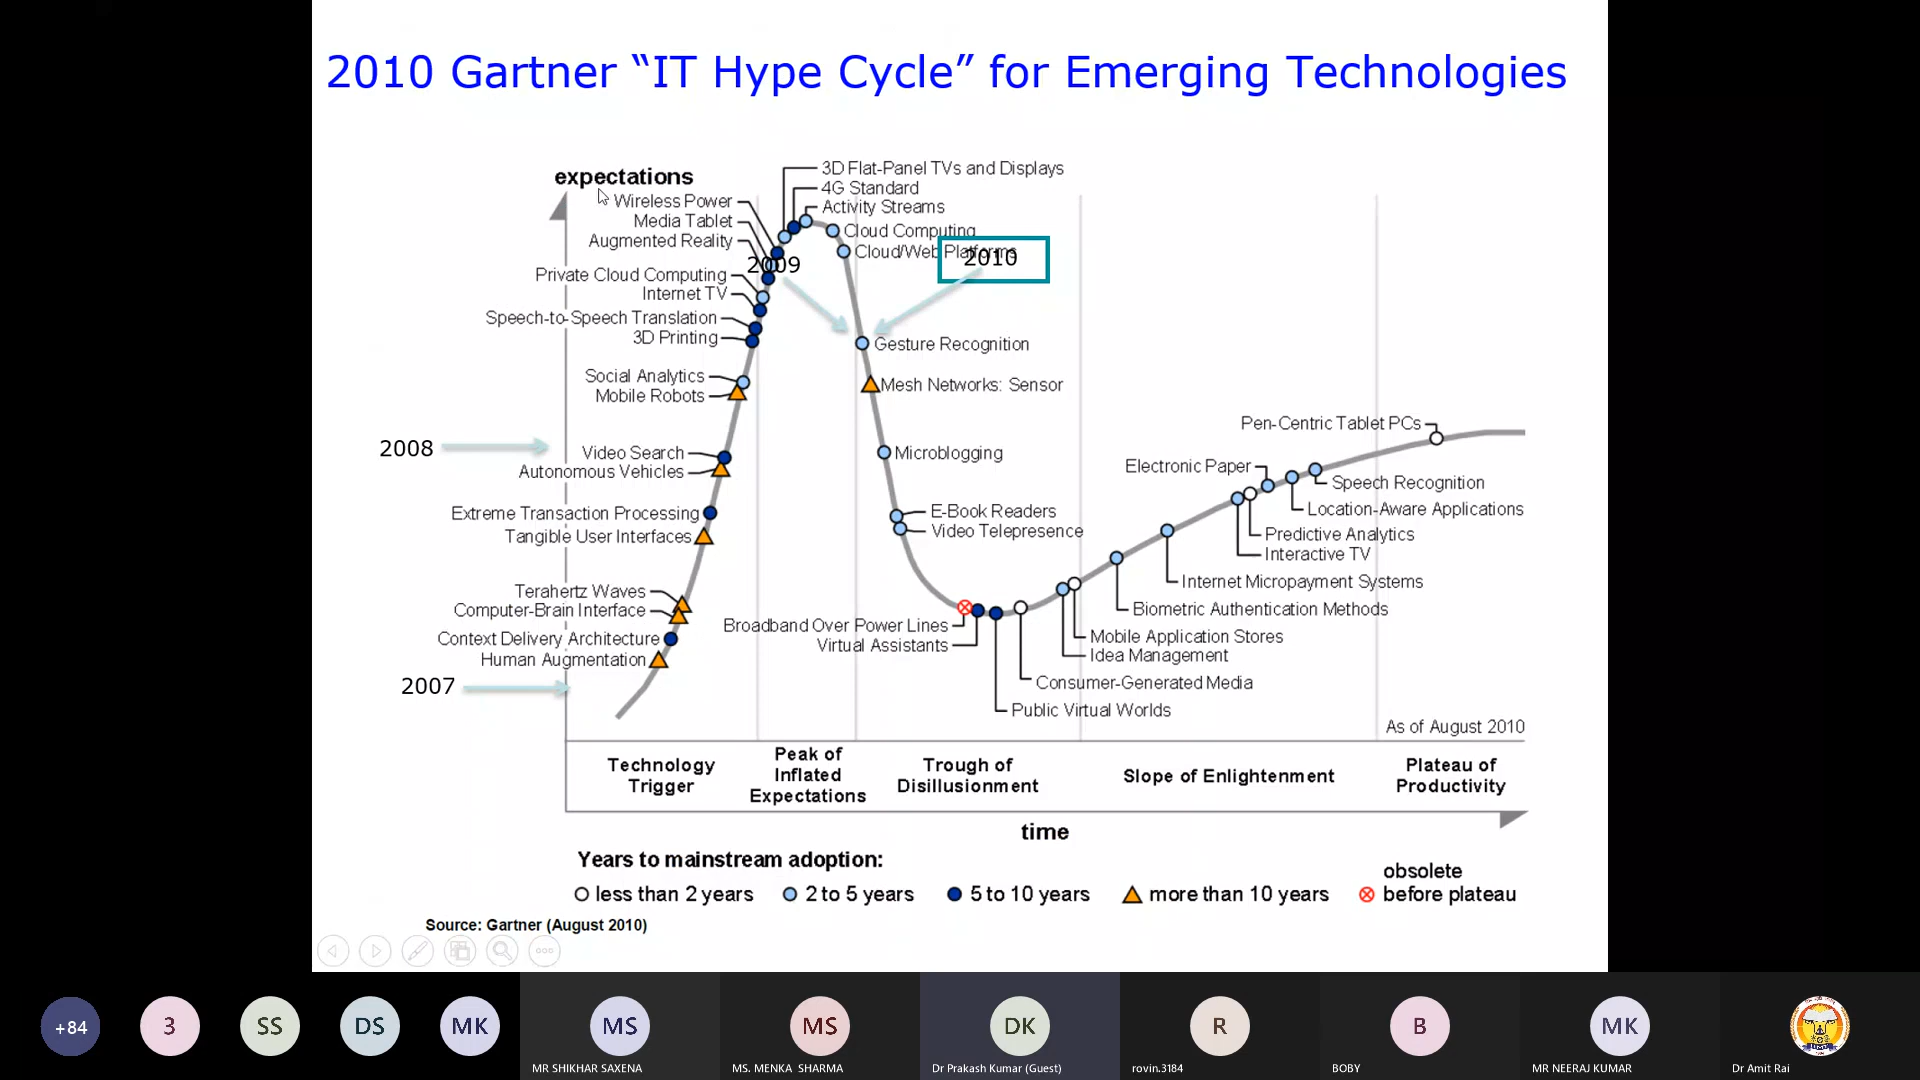 2010 Gartner “IT Hype Cycle” for Emerging Technologies
expectations
3D Flat-Panel TVs and Displays
4G Standard
Activity Streams
Wireless Power
Media Tablet
Augmented Reality
Cloud Computing
Cloud/Web Platforms
2009
2010
Private Cloud Computing
Internet TV
Speech-to-Speech Translation
3D Printing
Gesture Recognition
Social Analytics
Mobile Robots
Mesh Networks: Sensor
2008
Video Search
Autonomous Vehicles
Microblogging
Pen-Centric Tablet PCs
Electronic Paper
Speech Recognition
Location-Aware Applications
Extreme Transaction Processing
Tangible User Interfaces
E-Book Readers
Video Telepresence
Predictive Analytics
Interactive TV
Internet Micropayment Systems
Biometric Authentication Methods
Terahertz Waves
Computer-Brain Interface
Context Delivery Architecture
Human Augmentation
Broadband Over Power Lines
Virtual Assistants
Mobile Application Stores
Idea Management
Consumer-Generated Media
Public Virtual Worlds
2007
As of August 2010
Technology
Trigger
Peak of
Inflated
Expectations
Trough of
Disillusionment
Slope of Enlightenment
Plateau of
Productivity
time
Years to mainstream adoption:
less than 2 years
2 to 5 years
5 to 10 years
more than 10 years
obsolete
before plateau
Source: Gartner (August 2010)
+84
3
SS
DS
MK
MS
MR SHIKHAR SAXENA
MS
MS. MENKA SHARMA
DK
Dr Prakash Kumar (Guest)
R
rovin.3184
B
BOBY
MK
MR NEERAJ KUMAR
Dr Amit Rai